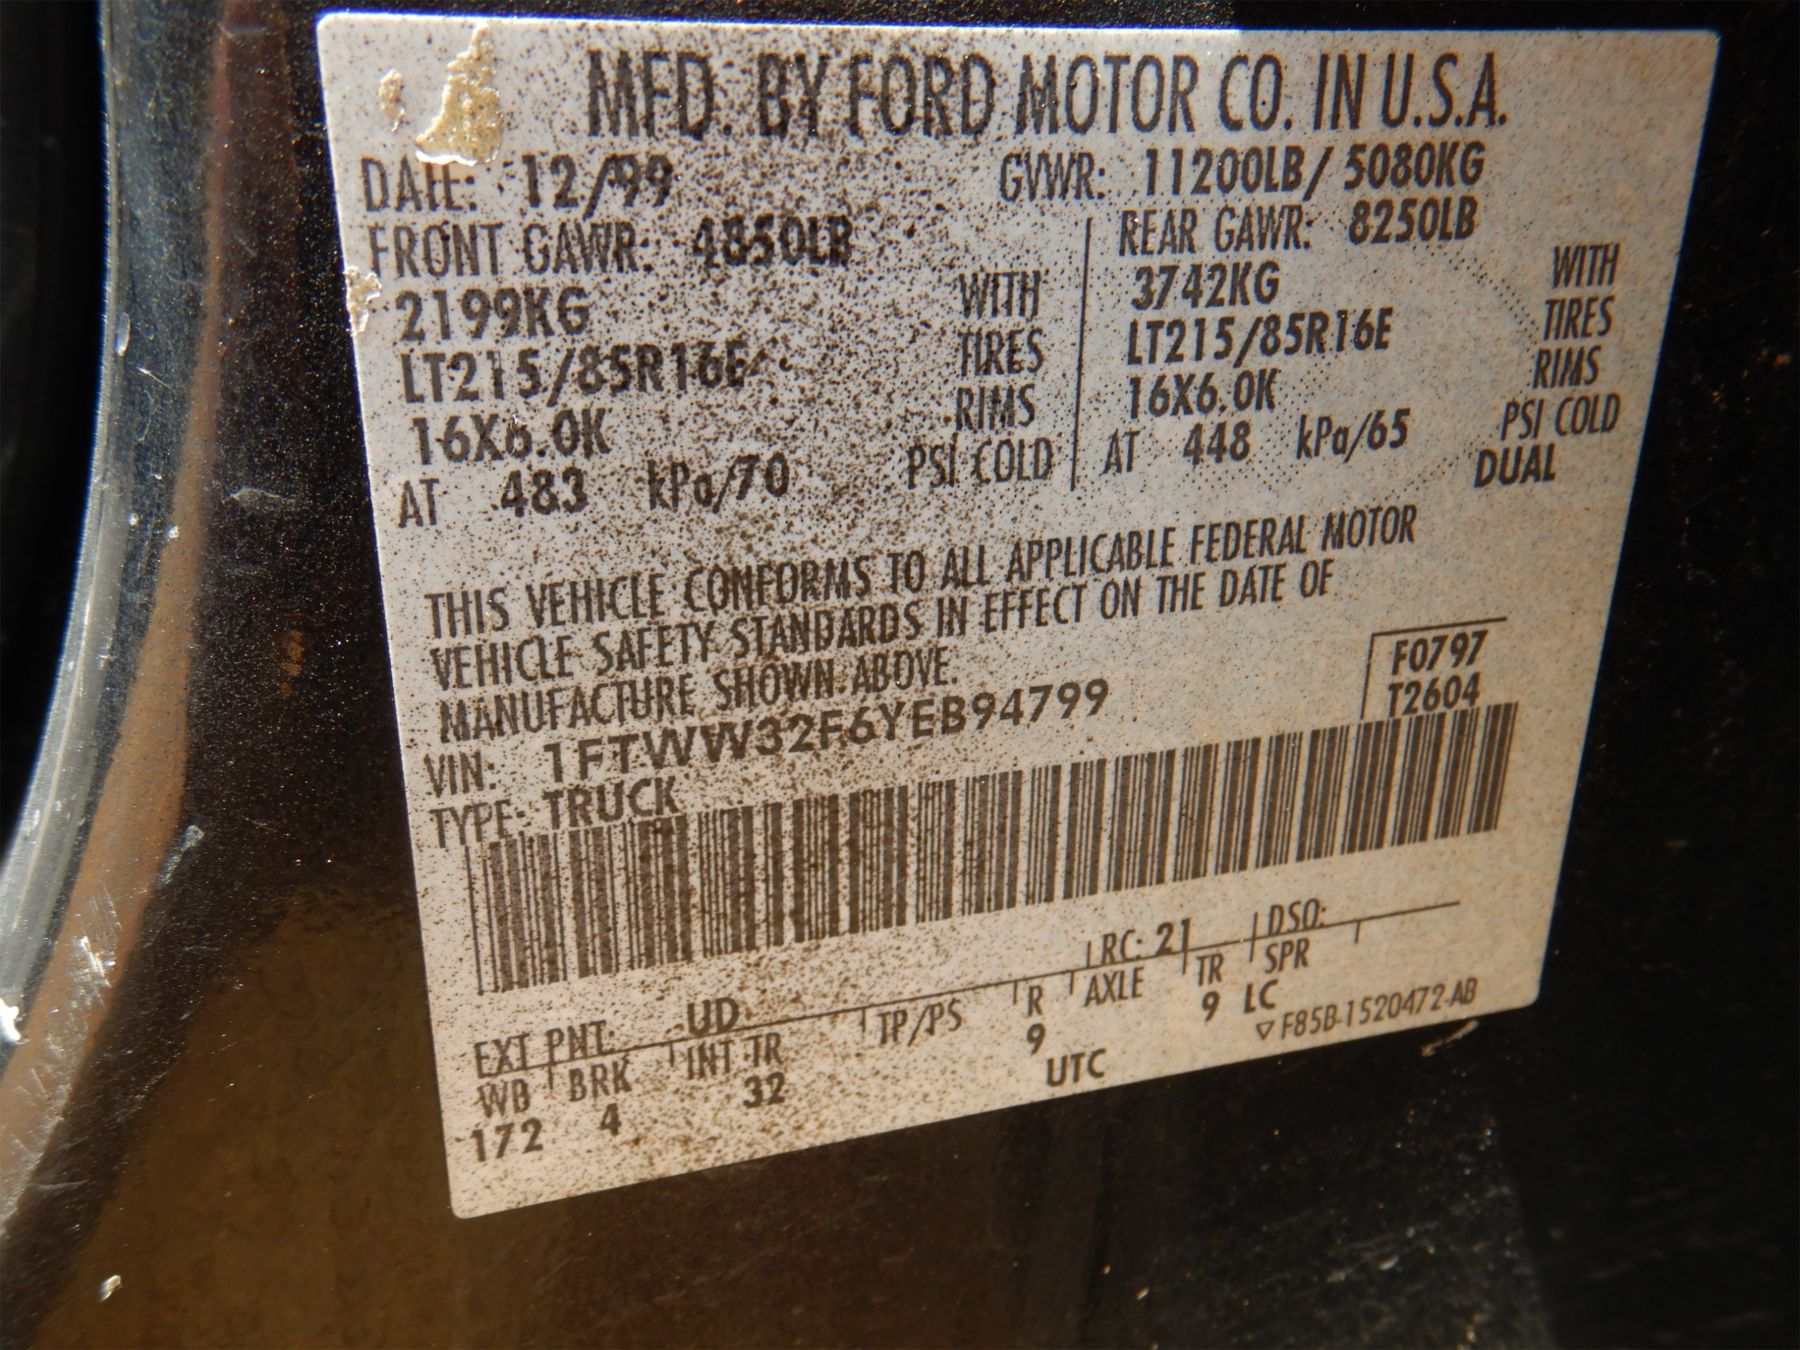 MFD. BY FORD MOTOR CO. IN U.S.A.
DATE: 12/99 GVWR: 11200LB/ 5080KG
FRONT GAWR: 4850LB REAR GAWR: 8250LB
2199KG WITH 3742KG WITH
LT215/85R16E TIRES LT215/85R16E TIRES
16X6.0K RIMS 16X6.0K RIMS
AT 483 kPa/70 PSI COLD AT 448 kPa/65 PSI COLD
DUAL
THIS VEHICLE CONFORMS TO ALL APPLICABLE FEDERAL MOTOR
VEHICLE SAFETY STANDARDS IN EFFECT ON THE DATE OF
MANUFACTURE SHOWN ABOVE.
F0797
T2604
VIN: 1FTWW32F6YEB94799
TYPE: TRUCK
EXT PNT: UD RC: 21 DSO:
WB BRK INT TR TP/PS R AXLE TR SPR
172 4 32 9 9 LC
UTC ▽ F85B-1520472-AB